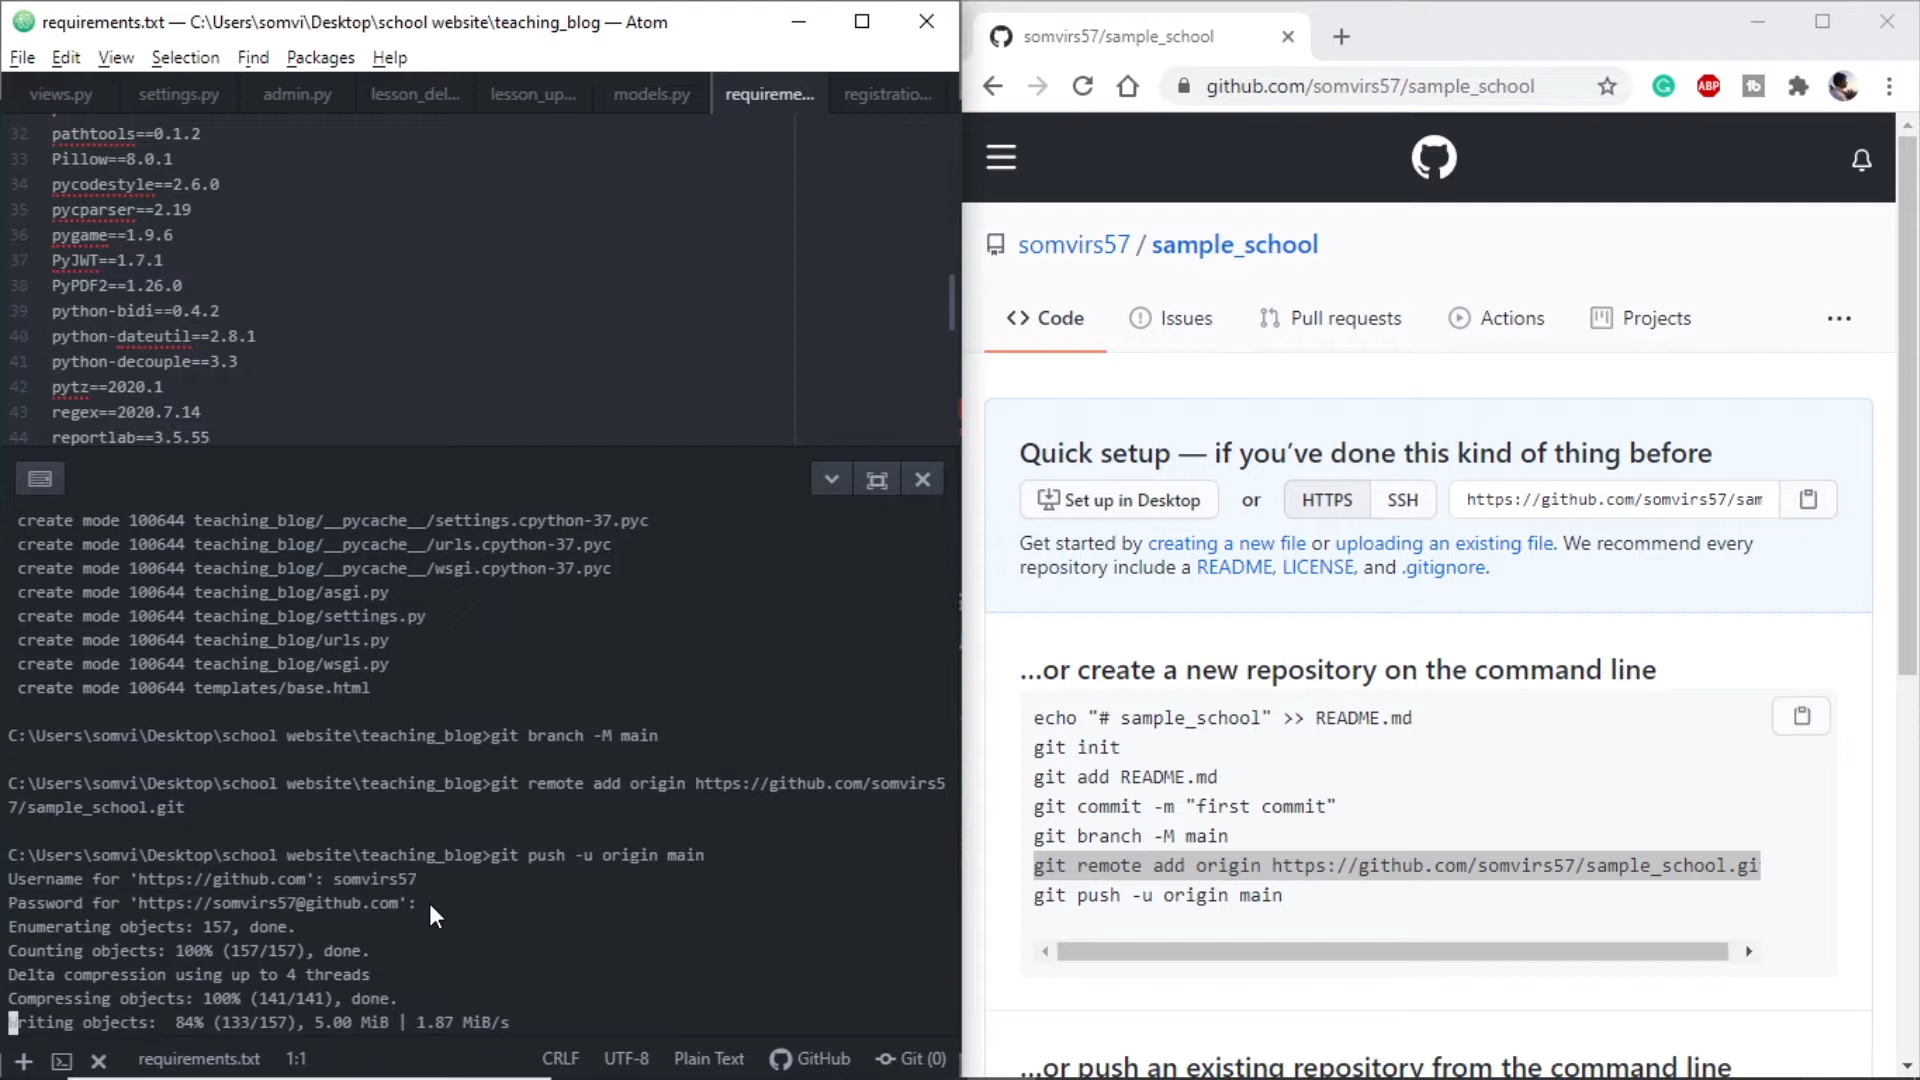 requirements.txt — C:\Users\somvi\Desktop\school website\teaching_blog — Atom
File Edit View Selection Find Packages Help
views.py settings.py admin.py lesson_del... lesson_up... models.py requireme... registratio...
32 pathtools==0.1.2
33 Pillow==8.0.1
34 pycodestyle==2.6.0
35 pycparser==2.19
36 pygame==1.9.6
37 PyJWT==1.7.1
38 PyPDF2==1.26.0
39 python-bidi==0.4.2
40 python-dateutil==2.8.1
41 python-decouple==3.3
42 pytz==2020.1
43 regex==2020.7.14
44 reportlab==3.5.55
create mode 100644 teaching_blog/__pycache__/settings.cpython-37.pyc
create mode 100644 teaching_blog/__pycache__/urls.cpython-37.pyc
create mode 100644 teaching_blog/__pycache__/wsgi.cpython-37.pyc
create mode 100644 teaching_blog/asgi.py
create mode 100644 teaching_blog/settings.py
create mode 100644 teaching_blog/urls.py
create mode 100644 teaching_blog/wsgi.py
create mode 100644 templates/base.html
C:\Users\somvi\Desktop\school website\teaching_blog>git branch -M main
C:\Users\somvi\Desktop\school website\teaching_blog>git remote add origin https://github.com/somvirs5
7/sample_school.git
C:\Users\somvi\Desktop\school website\teaching_blog>git push -u origin main
Username for 'https://github.com': somvirs57
Password for 'https://somvirs57@github.com':
Enumerating objects: 157, done.
Counting objects: 100% (157/157), done.
Delta compression using up to 4 threads
Compressing objects: 100% (141/141), done.
Writing objects: 84% (133/157), 5.00 MiB | 1.87 MiB/s
requirements.txt 1:1 CRLF UTF-8 Plain Text GitHub Git (0)
somvirs57/sample_school
github.com/somvirs57/sample_school
ABP
tb
somvirs57 / sample_school
Code Issues Pull requests Actions Projects
Quick setup — if you've done this kind of thing before
Set up in Desktop or HTTPS SSH https://github.com/somvirs57/sam
Get started by creating a new file or uploading an existing file. We recommend every
repository include a README, LICENSE, and .gitignore.
…or create a new repository on the command line
echo "# sample_school" >> README.md
git init
git add README.md
git commit -m "first commit"
git branch -M main
git remote add origin https://github.com/somvirs57/sample_school.gi
git push -u origin main
…or push an existing repository from the command line